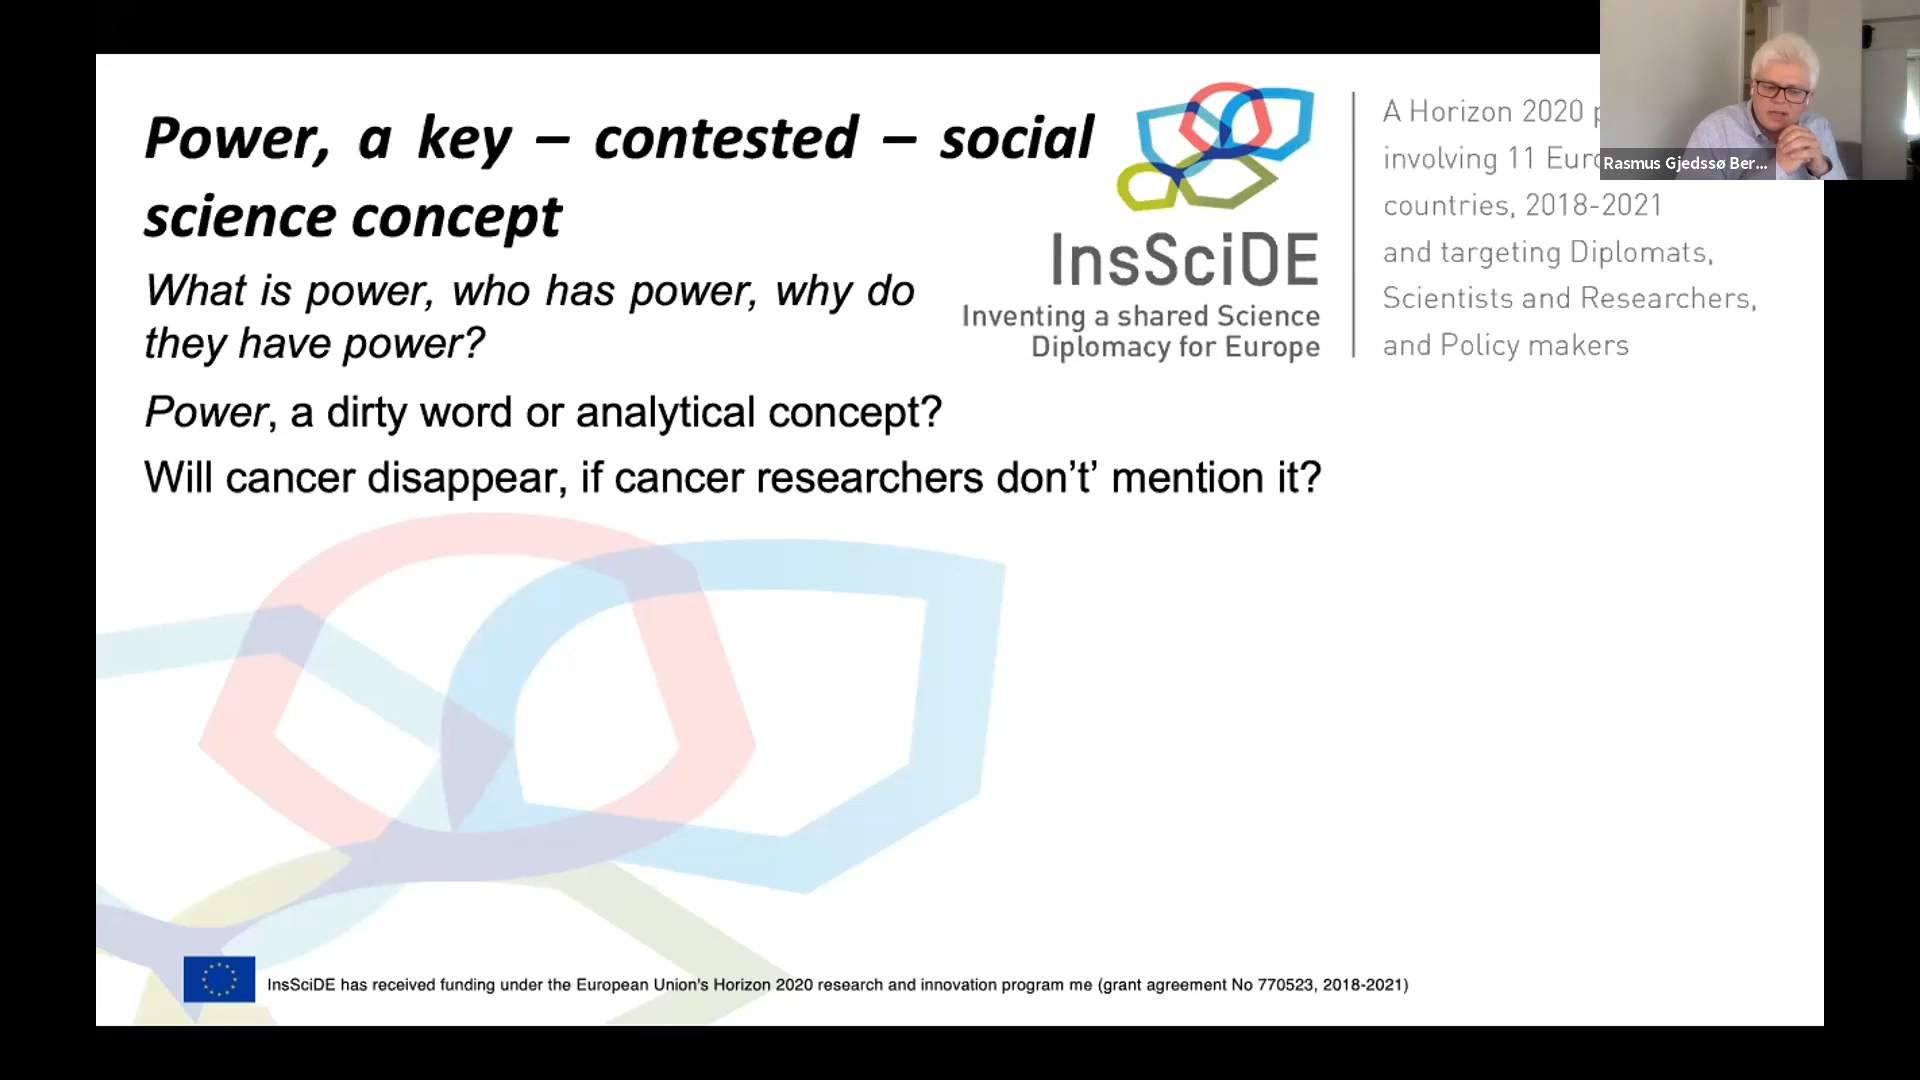 Power, a key – contested – social
science concept
What is power, who has power, why do
they have power?
Power, a dirty word or analytical concept?
Will cancer disappear, if cancer researchers don’t’ mention it?
InsSciDE
Inventing a shared Science
Diplomacy for Europe
A Horizon 2020
involving 11
countries, 2018-2021
and targeting Diplomats,
Scientists and Researchers,
and Policy makers
Rasmus Gjedssø Ber...
InsSciDE has received funding under the European Union's Horizon 2020 research and innovation program me (grant agreement No 770523, 2018-2021)